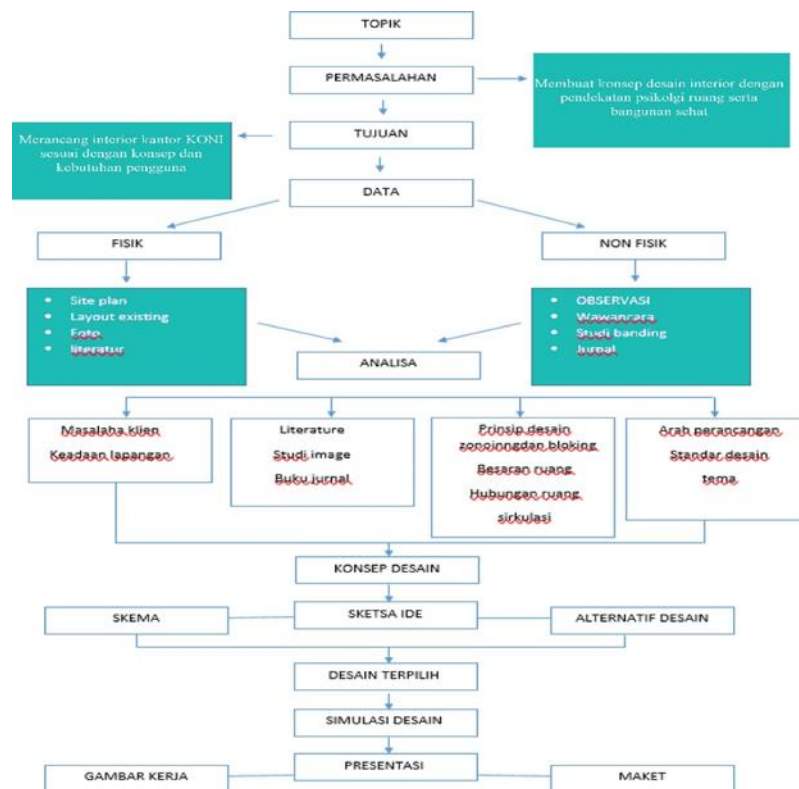 TOPIK
PERMASALAHAN
Membuat konsep desain interior dengan
pendekatan psikolgi ruang serta
bangunan sehat
TUJUAN
Merancang interior kantor KONI
sesuai dengan konsep dan
kebutuhan pengguna
DATA
FISIK
NON FISIK
Site plan
Layout existing
Foto
literatur
OBSERVASI
Wawancara
Studi banding
Jurnal
ANALISA
Masalaha klien
Keadaan lapangan
Literature
Studi image
Buku jurnal
Prinsip desain
zonoinngdan bloking
Besaran ruang
Hubungan ruang
sirkulasi
Arah perancangan
Standar desain
tema
KONSEP DESAIN
SKEMA
SKETSA IDE
ALTERNATIF DESAIN
DESAIN TERPILIH
SIMULASI DESAIN
PRESENTASI
GAMBAR KERJA
MAKET